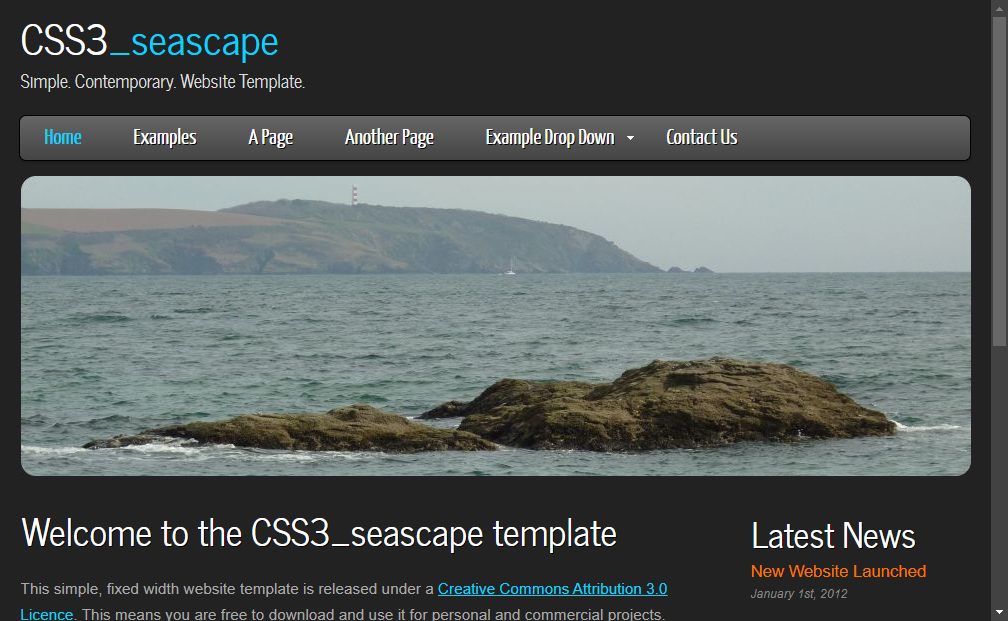 CSS3_seascape
Simple. Contemporary. Website Template.
Home Examples A Page Another Page Example Drop Down Contact Us
Welcome to the CSS3_seascape template
This simple, fixed width website template is released under a Creative Commons Attribution 3.0
Licence. This means you are free to download and use it for personal and commercial projects.
Latest News
New Website Launched
January 1st, 2012